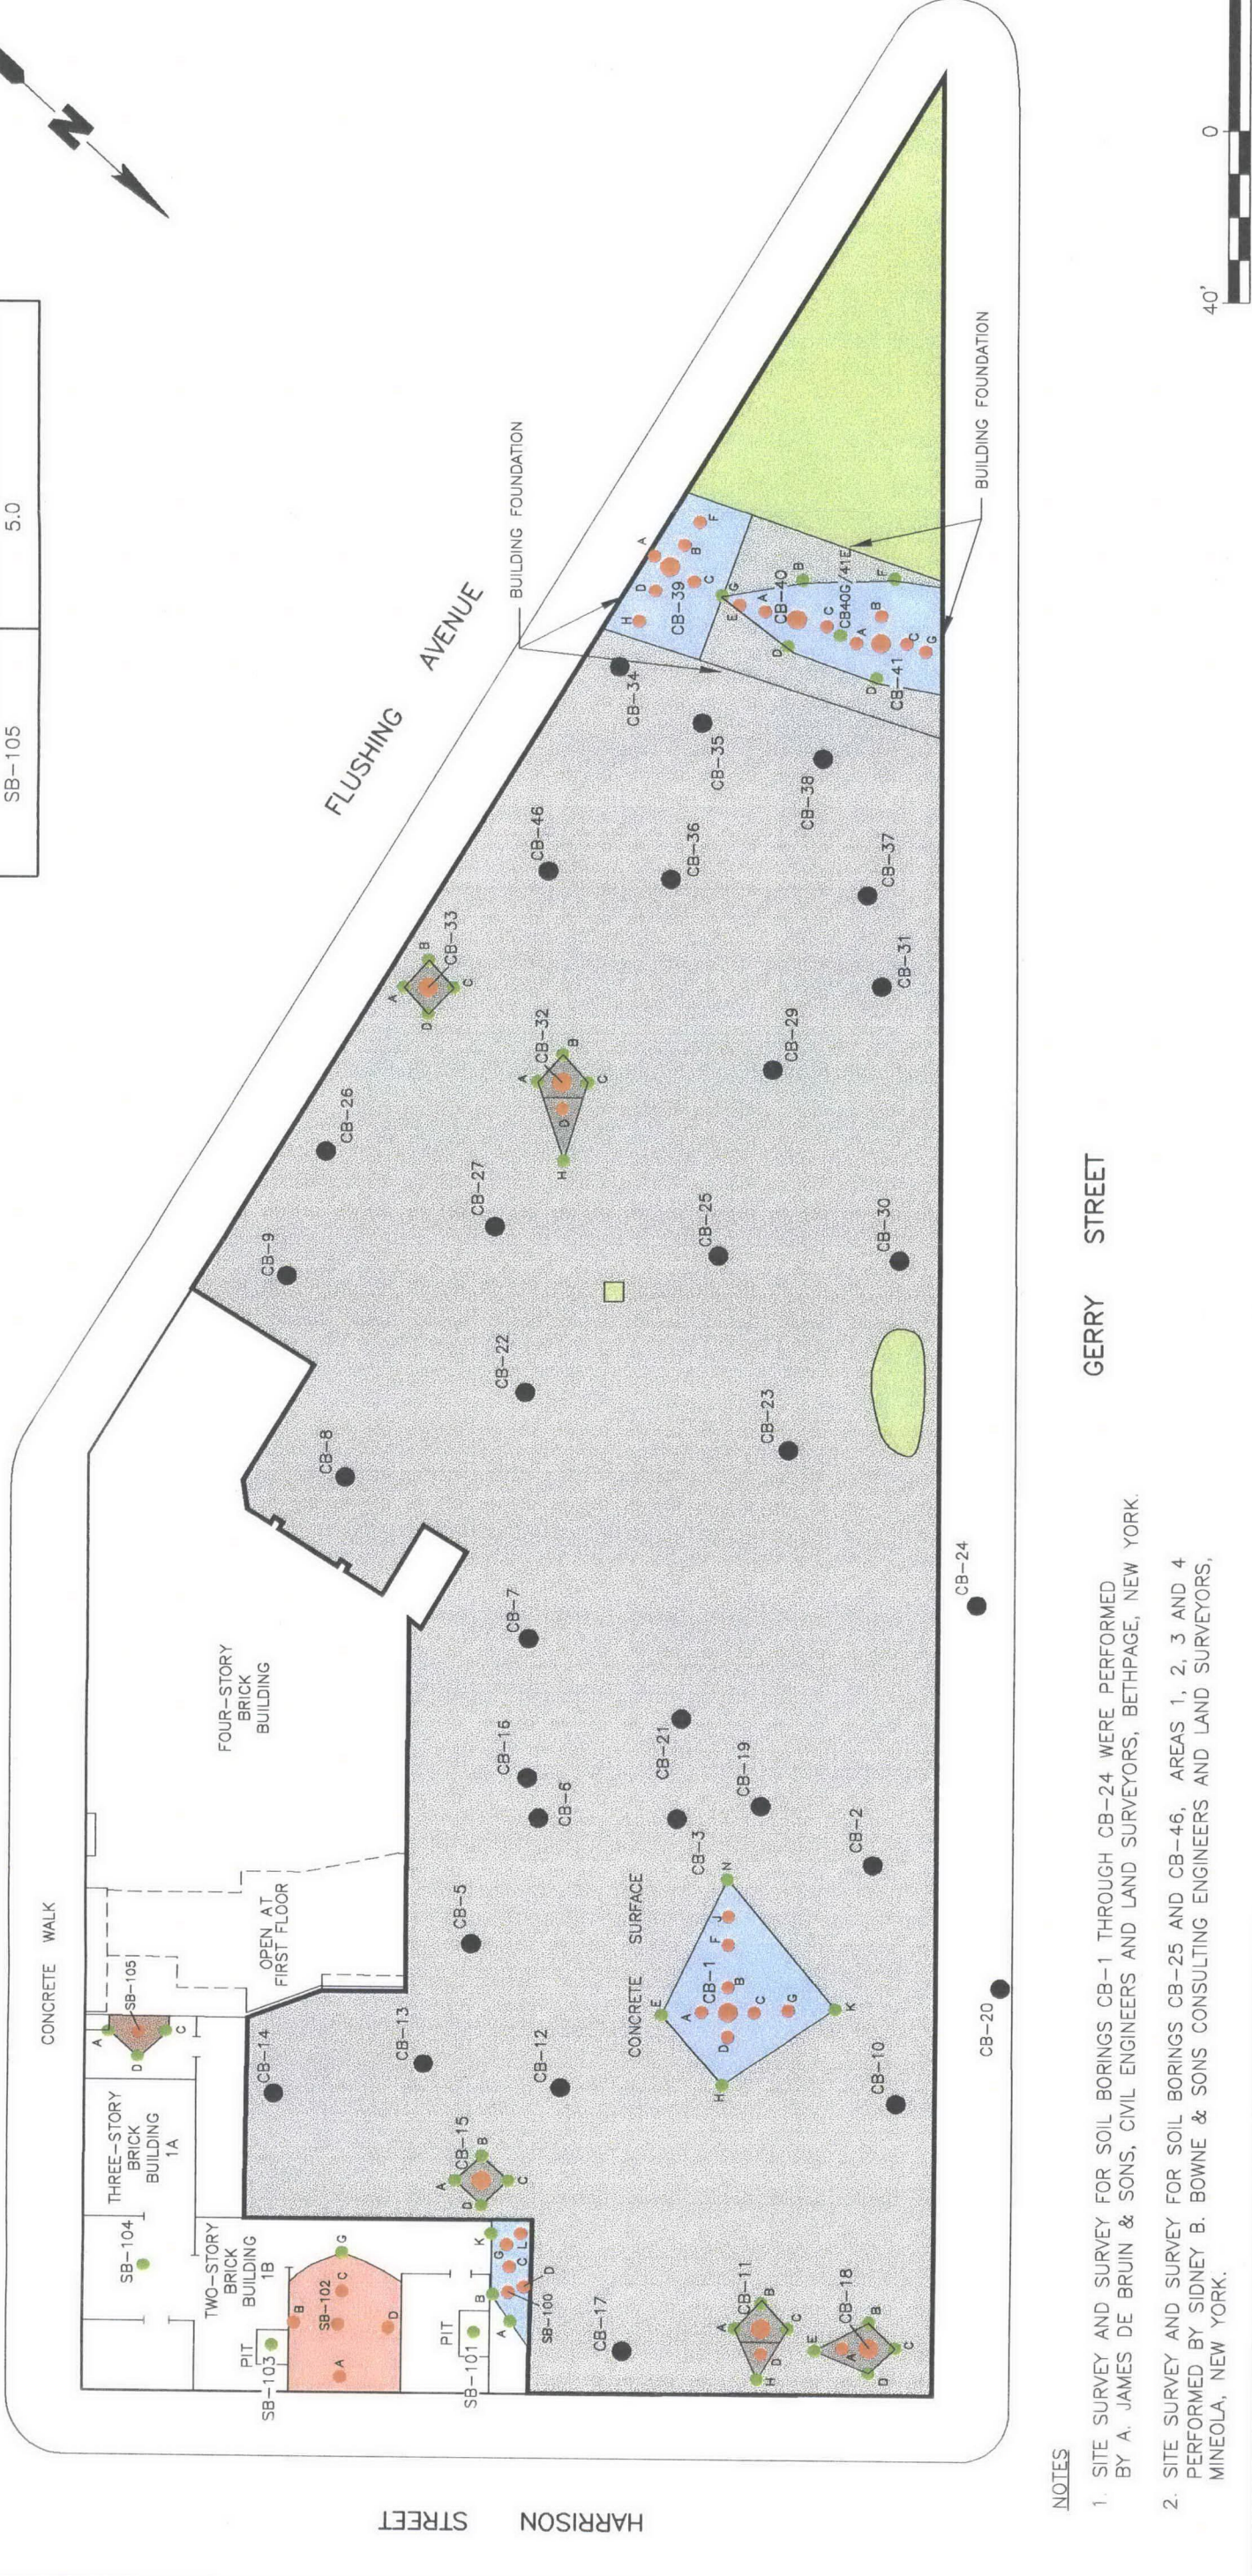 SB-105
5.0
N
FLUSHING AVENUE
BUILDING FOUNDATION
BUILDING FOUNDATION
0
40'
A
B
C
D
F
H
CB-39
CB-34
CB-35
CB-38
G
E
A
B
CB-40
C
D
CB40G/41E
F
A
B
C
G
D
CB-41
CB-46
CB-36
CB-37
CB-31
CB-33
A
B
C
D
CB-32
A
B
C
D
H
CB-29
CB-26
CB-27
CB-9
CB-25
CB-30
CB-22
CB-23
CB-8
CB-7
CB-24
CB-16
CB-6
CB-21
CB-19
CB-3
CB-2
CB-5
FOUR-STORY
BRICK
BUILDING
OPEN AT
FIRST FLOOR
CONCRETE WALK
SB-105
A
C
D
CB-14
CB-13
CB-12
CONCRETE SURFACE
N
J
F
B
CB-1
E
A
C
G
D
K
H
CB-10
CB-20
THREE-STORY
BRICK
BUILDING
1A
SB-104
TWO-STORY
BRICK
BUILDING
1B
CB-15
A
B
C
D
PIT
SB-103
G
C
SB-102
B
A
D
PIT
SB-101
K
G
L
C
B
A
D
SB-100
CB-17
CB-11
A
B
C
D
H
CB-18
E
A
B
C
D
GERRY STREET
HARRISON STREET
NOTES
1. SITE SURVEY AND SURVEY FOR SOIL BORINGS CB-1 THROUGH CB-24 WERE PERFORMED
BY A. JAMES DE BRUIN & SONS, CIVIL ENGINEERS AND LAND SURVEYORS, BETHPAGE, NEW YORK.
2. SITE SURVEY AND SURVEY FOR SOIL BORINGS CB-25 AND CB-46, AREAS 1, 2, 3 AND 4
PERFORMED BY SIDNEY B. BOWNE & SONS CONSULTING ENGINEERS AND LAND SURVEYORS,
MINEOLA, NEW YORK.